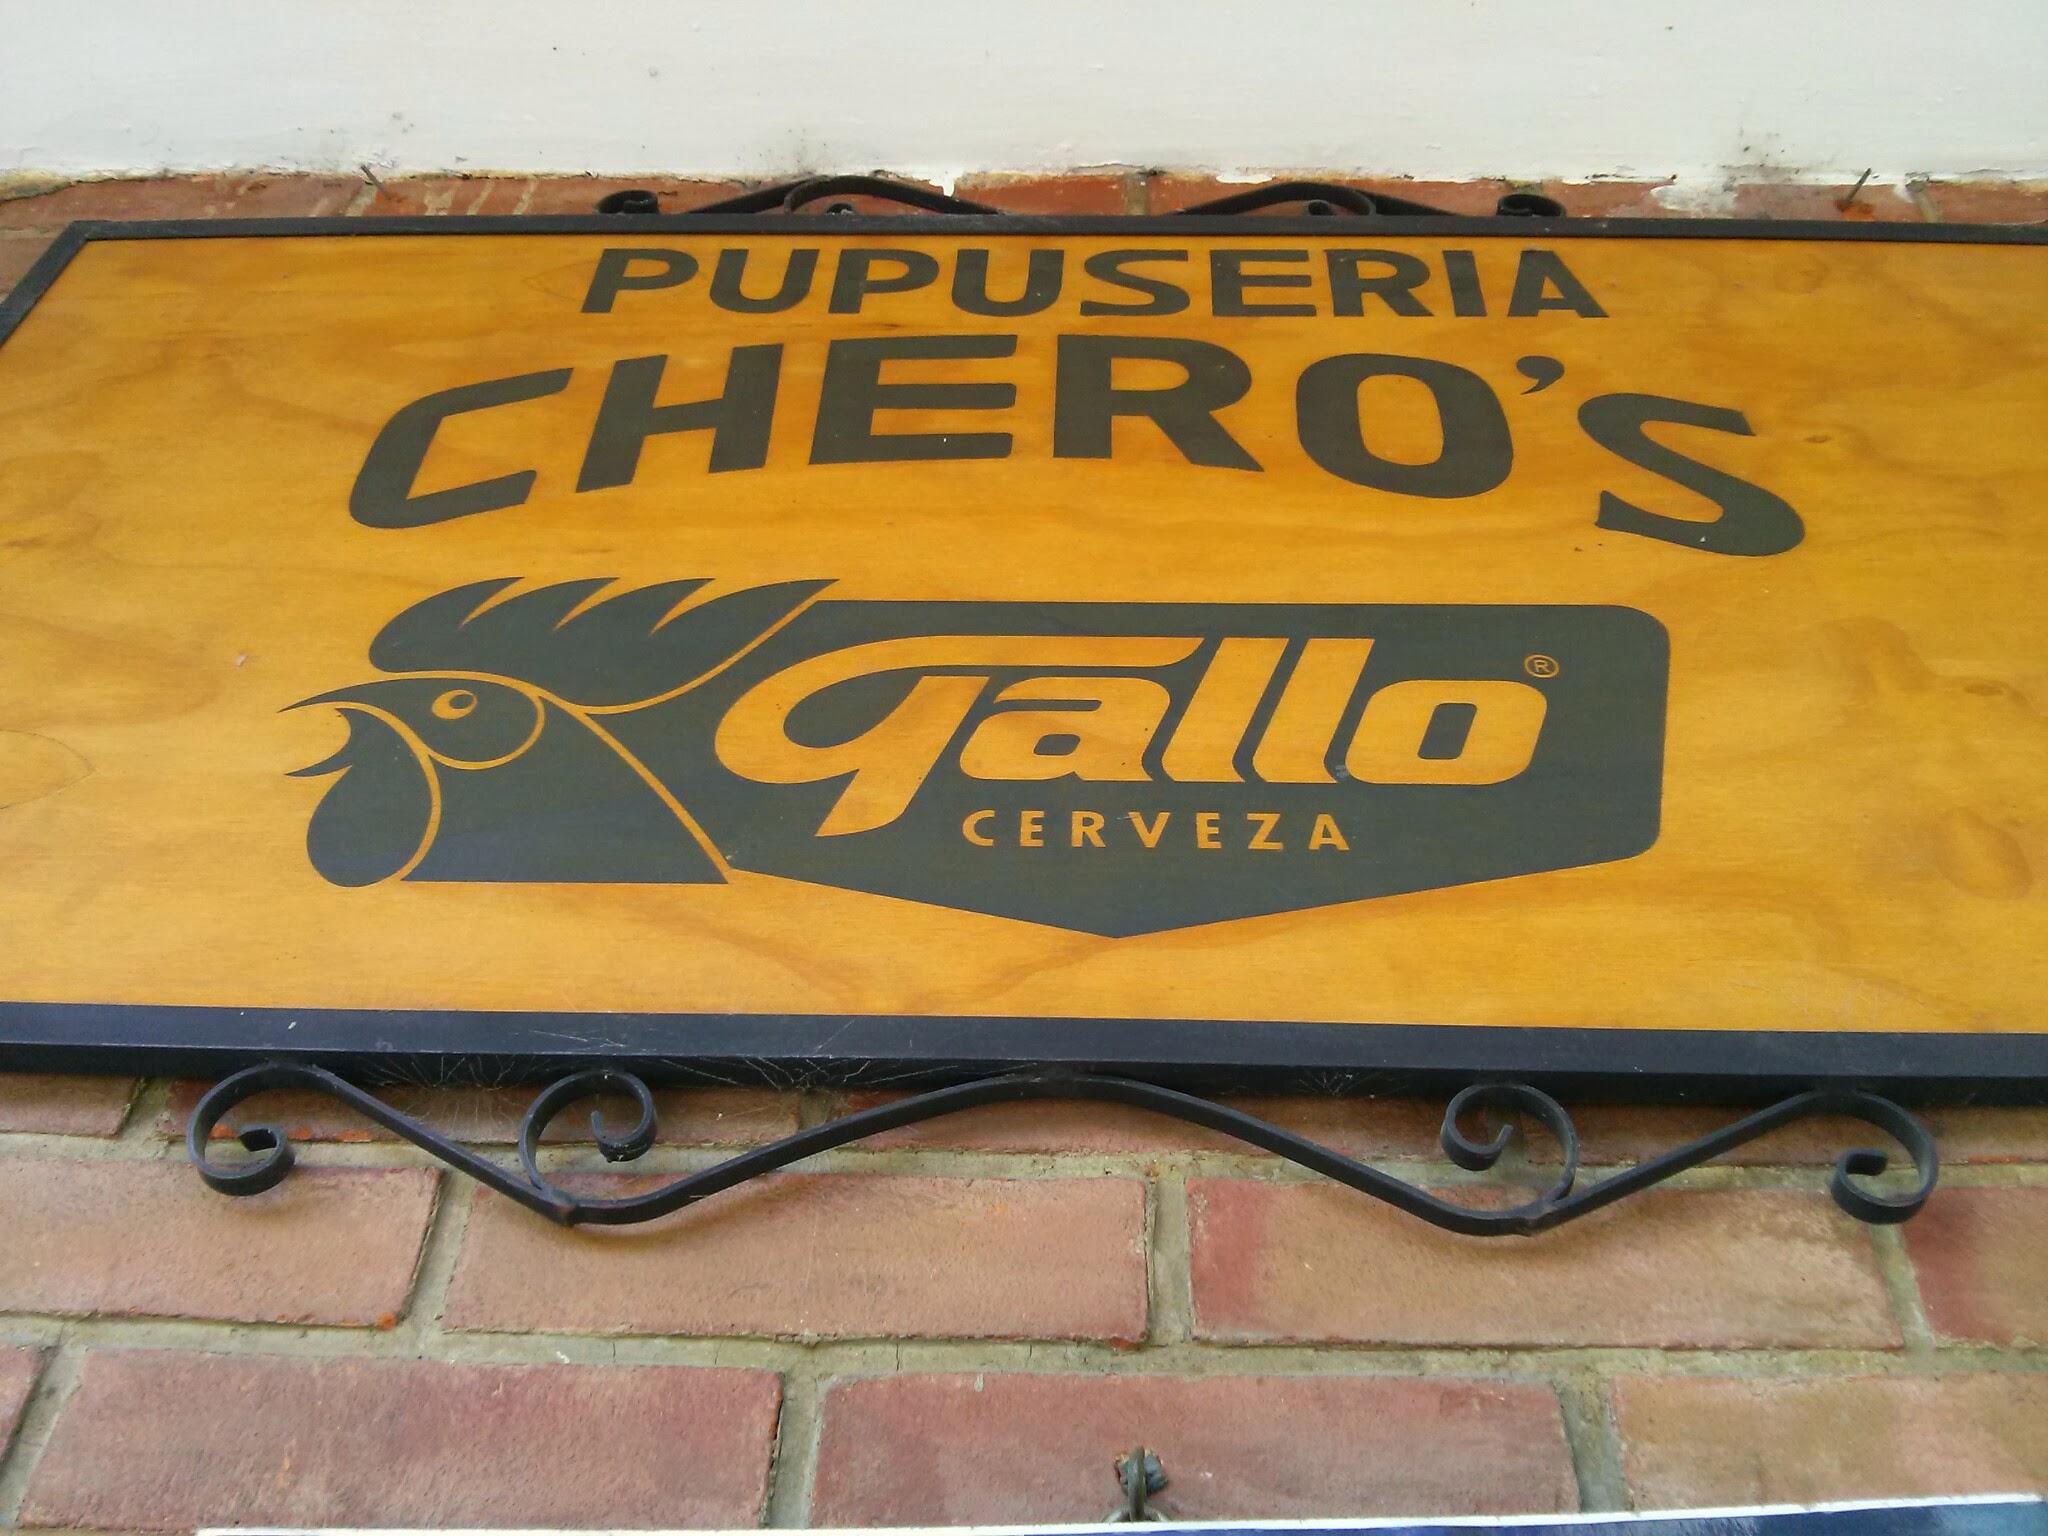 PUPUSERIA
CHERO'S
Gallo ®
CERVEZA